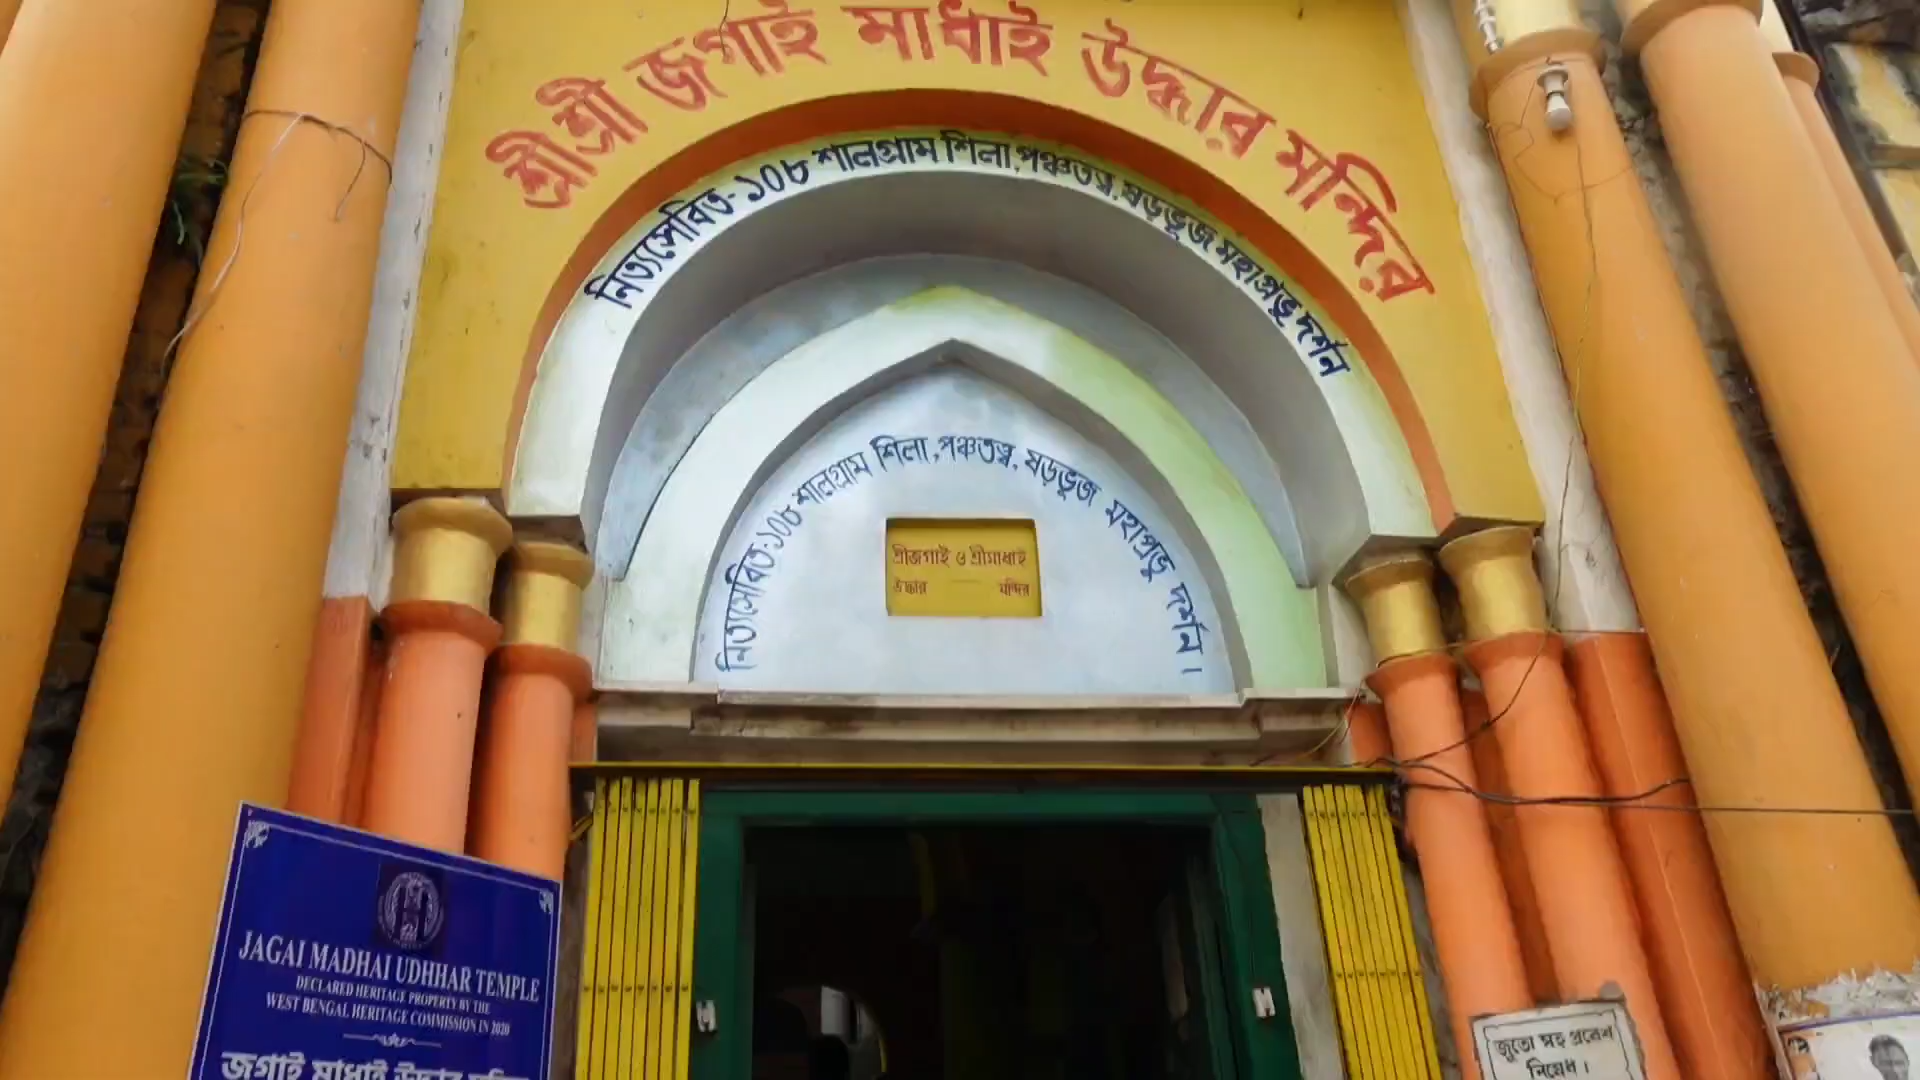 শ্রীশ্রী জগাই মাধাই উদ্ধার মন্দির
নিত্যসেবিত-১০৮ শালগ্রাম শিলা,পঞ্চতত্ত্ব,ষড়ভুজ মহাপ্রভু দর্শন
নিত্যসেবিত-১০৮ শালগ্রাম শিলা,পঞ্চতত্ত্ব, ষড়ভুজ মহাপ্রভু দর্শন।
শ্রীজগাই ও শ্রীমাধাই
উদ্ধার মন্দির
JAGAI MADHAI UDHHAR TEMPLE
DECLARED HERITAGE PROPERTY BY THE
WEST BENGAL HERITAGE COMMISSION IN 2020
জগাই মাধাই উদ্ধার মন্দির
জুতো সহ প্রবেশ
নিষেধ।